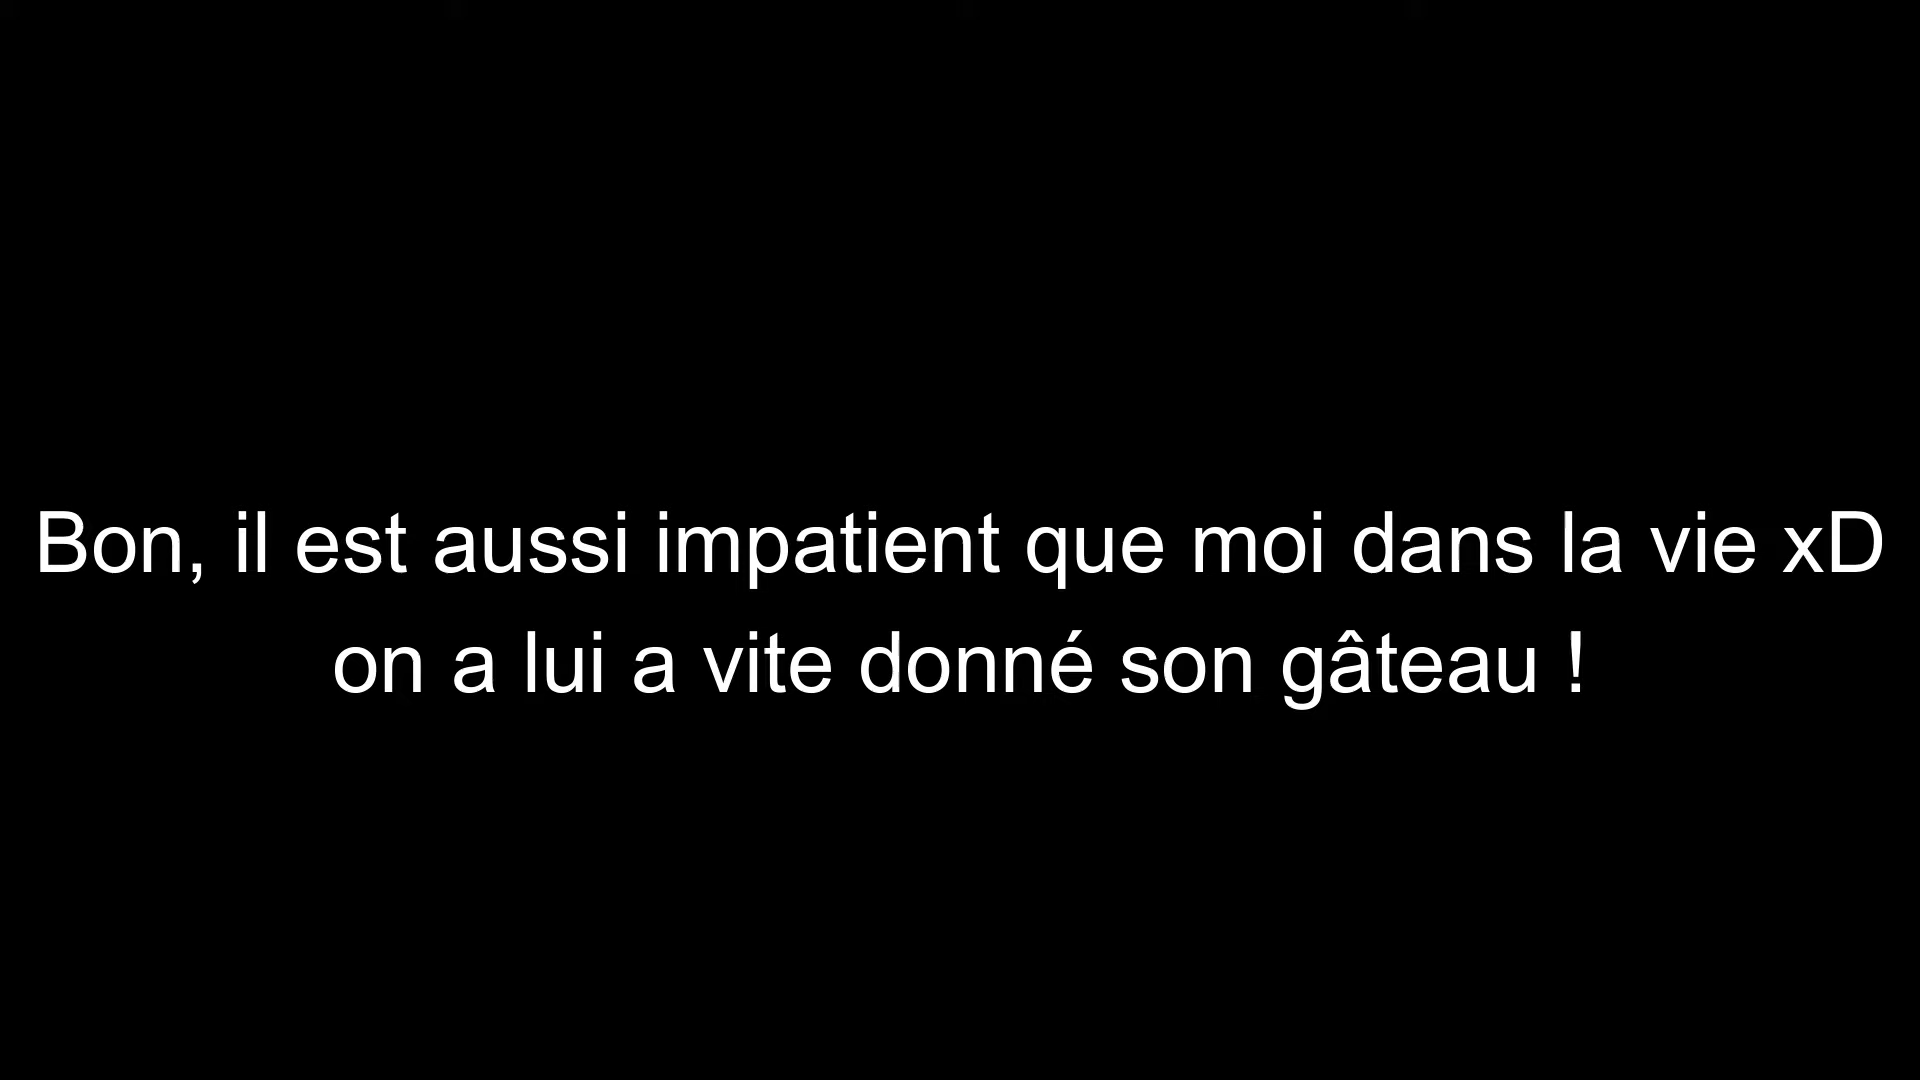 Bon, il est aussi impatient que moi dans la vie xD
on a lui a vite donné son gâteau !